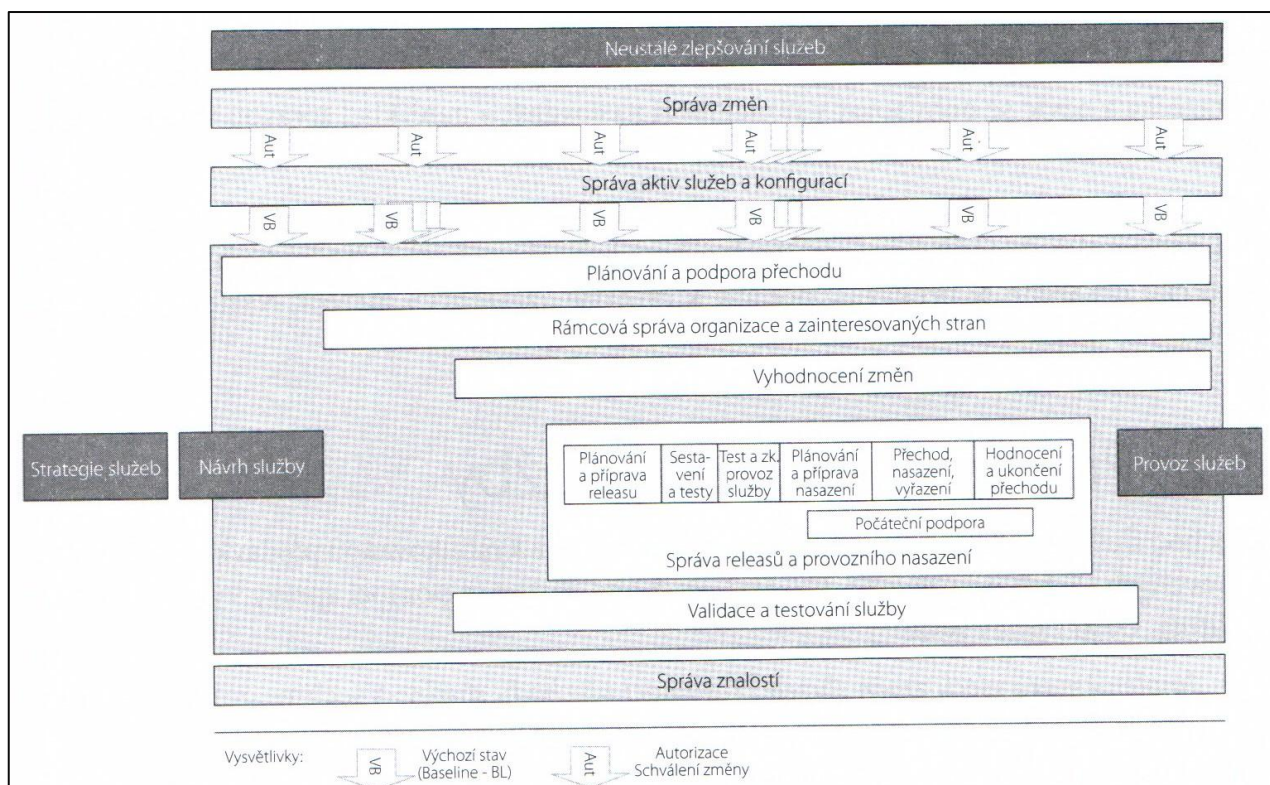 Neustálé zlepšování služeb
Správa změn
Aut Aut Aut Aut Aut Aut
Správa aktiv služeb a konfigurací
VB VB VB VB VB VB
Plánování a podpora přechodu
Rámcová správa organizace a zainteresovaných stran
Vyhodnocení změn
Strategie služeb
Návrh služby
Plánování
a příprava
releasu
Sesta-
vení
a testy
Test a zk.
provoz
služby
Plánování
a příprava
nasazení
Přechod,
nasazení,
vyřazení
Hodnocení
a ukončení
přechodu
Provoz služeb
Počáteční podpora
Správa releasů a provozního nasazení
Validace a testování služby
Správa znalostí
Vysvětlivky:
VB
Výchozí stav
(Baseline - BL)
Aut
Autorizace
Schválení změny